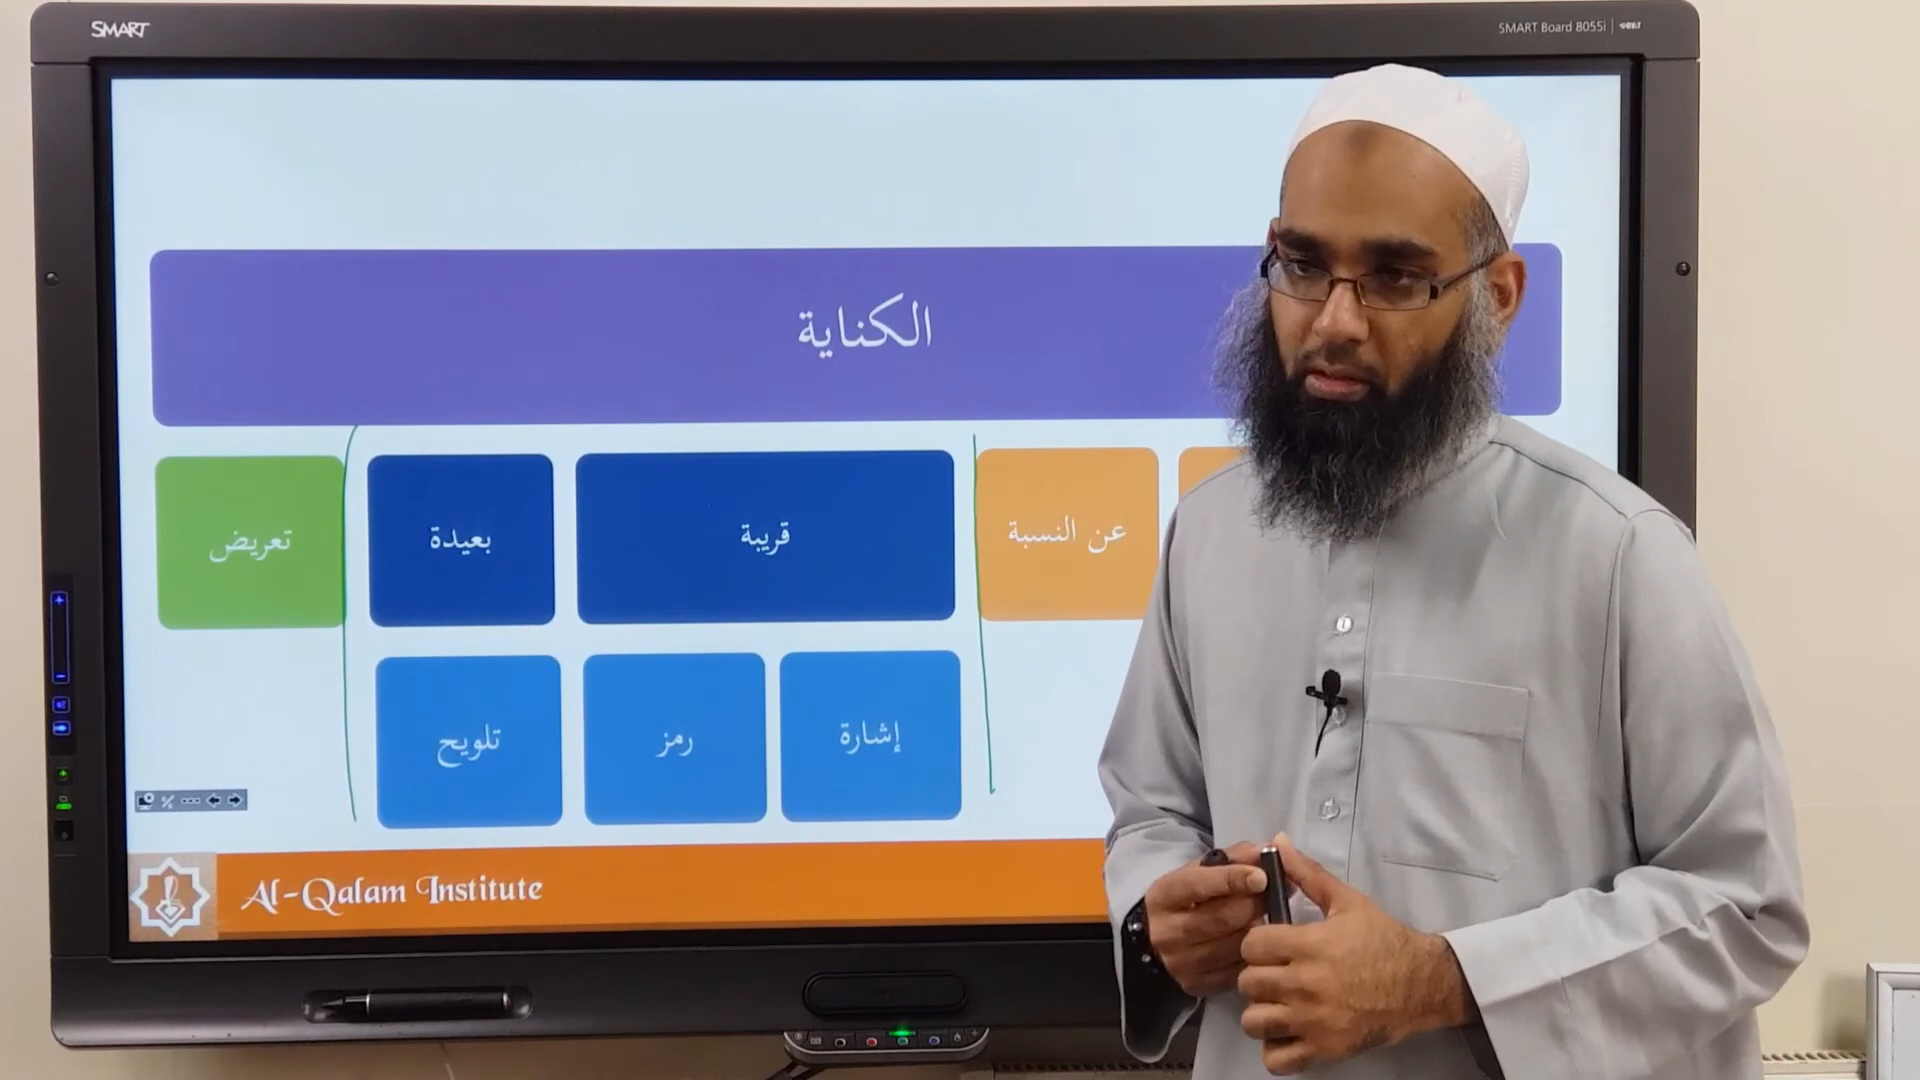 SMART
SMART Board 8055i
الكناية
عن النسبة
قريبة
بعيدة
تعريض
إشارة
رمز
تلويح
Al-Qalam Institute